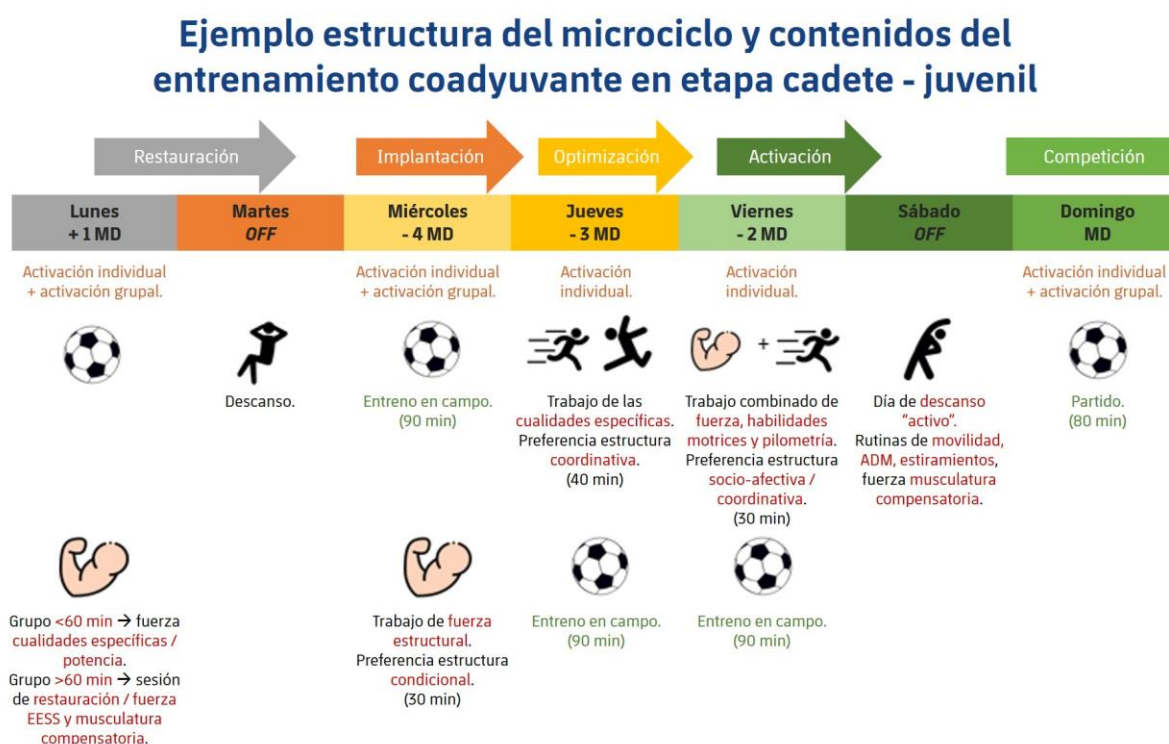 Ejemplo estructura del microciclo y contenidos del
entrenamiento coadyuvante en etapa cadete - juvenil
Restauración
Implantación
Optimización
Activación
Competición
Lunes
+ 1 MD
Martes
OFF
Miércoles
- 4 MD
Jueves
- 3 MD
Viernes
- 2 MD
Sábado
OFF
Domingo
MD
Activación individual
+ activación grupal.
Activación individual
+ activación grupal.
Activación
individual.
Activación
individual.
Activación individual
+ activación grupal.
+
Descanso.
Entreno en campo.
(90 min)
Trabajo de las
cualidades específicas.
Preferencia estructura
coordinativa.
(40 min)
Trabajo combinado de
fuerza, habilidades
motrices y pilometría.
Preferencia estructura
socio-afectiva /
coordinativa.
(30 min)
Día de descanso
“activo”.
Rutinas de movilidad,
ADM, estiramientos,
fuerza musculatura
compensatoria.
Partido.
(80 min)
Grupo <60 min → fuerza
cualidades específicas /
potencia.
Grupo >60 min → sesión
de restauración / fuerza
EESS y musculatura
compensatoria.
Trabajo de fuerza
estructural.
Preferencia estructura
condicional.
(30 min)
Entreno en campo.
(90 min)
Entreno en campo.
(90 min)